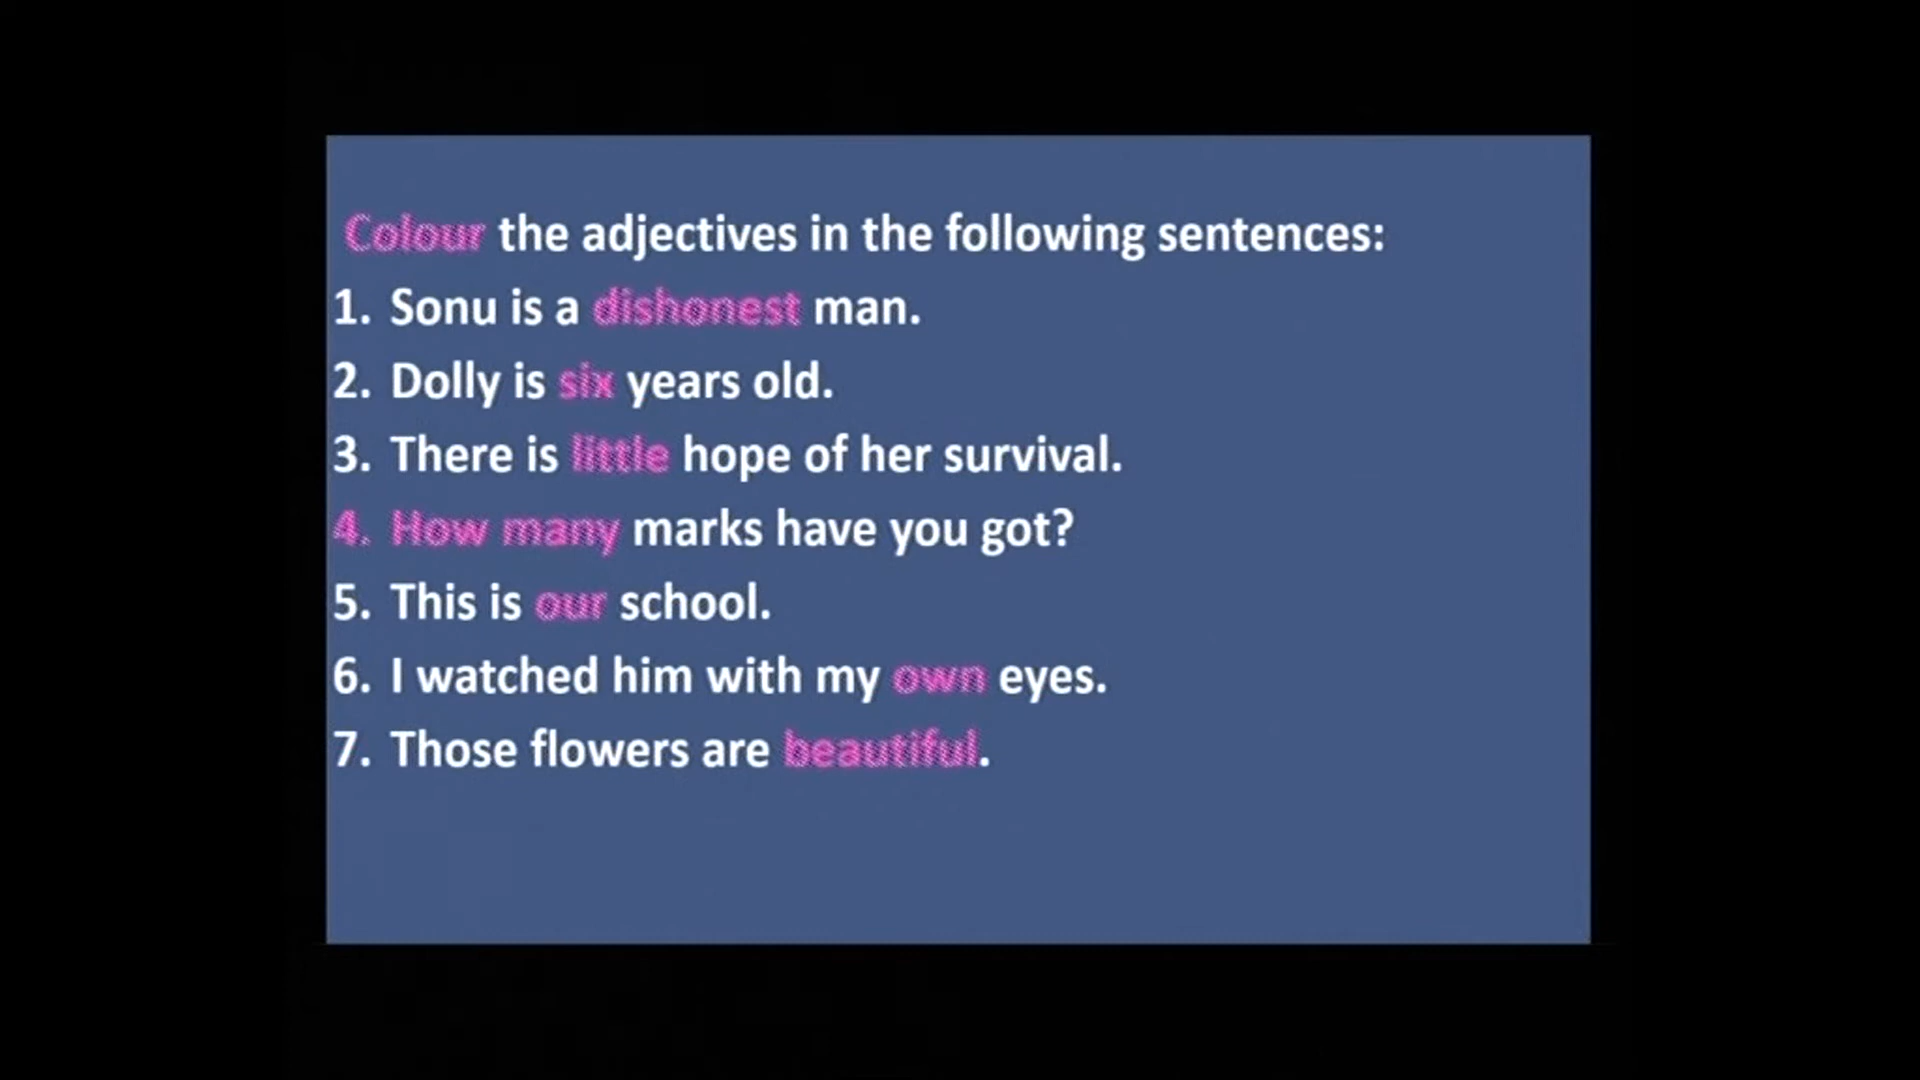 Colour the adjectives in the following sentences:
1. Sonu is a dishonest man.
2. Dolly is six years old.
3. There is little hope of her survival.
4. How many marks have you got?
5. This is our school.
6. I watched him with my own eyes.
7. Those flowers are beautiful.